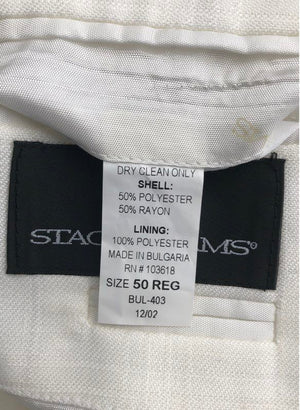 DRY CLEAN ONLY
SHELL:
50% POLYESTER
50% RAYON
LINING:
100% POLYESTER
MADE IN BULGARIA
RN # 103618
SIZE 50 REG
BUL-403
12/02